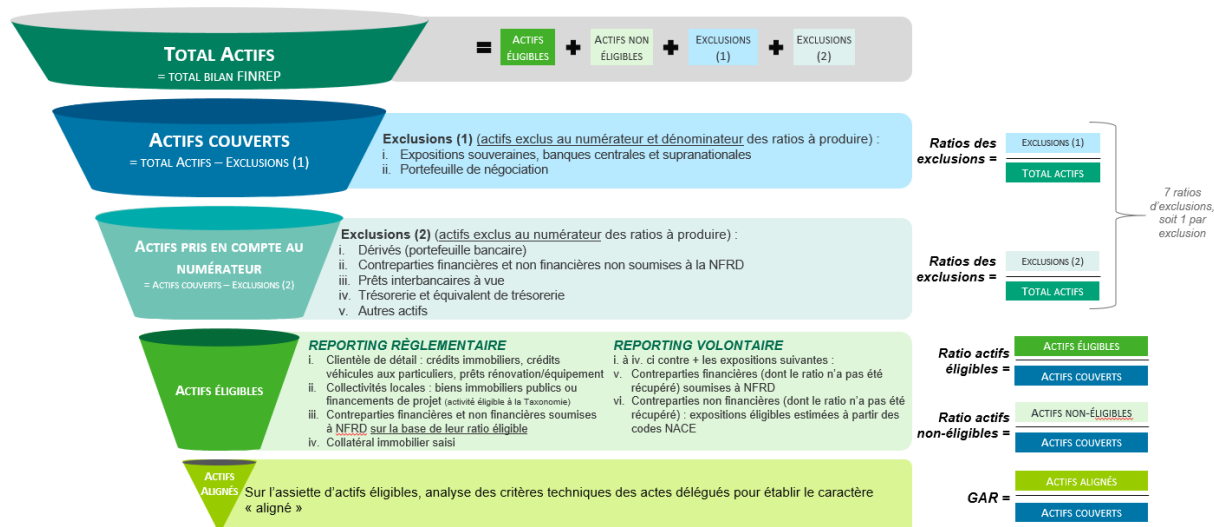 TOTAL ACTIFS
= TOTAL BILAN FINREP
=
ACTIFS
ÉLIGIBLES
+
ACTIFS NON
ÉLIGIBLES
+
EXCLUSIONS
(1)
+
EXCLUSIONS
(2)
ACTIFS COUVERTS
= TOTAL ACTIFS – EXCLUSIONS (1)
Exclusions (1) (actifs exclus au numérateur et dénominateur des ratios à produire) :
i. Expositions souveraines, banques centrales et supranationales
ii. Portefeuille de négociation
Ratios des
exclusions =
EXCLUSIONS (1)
TOTAL ACTIFS
7 ratios
d'exclusions,
soit 1 par
exclusion
ACTIFS PRIS EN COMPTE AU
NUMÉRATEUR
= ACTIFS COUVERTS – EXCLUSIONS (2)
Exclusions (2) (actifs exclus au numérateur des ratios à produire) :
i. Dérivés (portefeuille bancaire)
ii. Contreparties financières et non financières non soumises à la NFRD
iii. Prêts interbancaires à vue
iv. Trésorerie et équivalent de trésorerie
v. Autres actifs
Ratios des
exclusions =
EXCLUSIONS (2)
TOTAL ACTIFS
ACTIFS ÉLIGIBLES
REPORTING RÈGLEMENTAIRE
i. Clientèle de détail : crédits immobiliers, crédits
véhicules aux particuliers, prêts rénovation/équipement
ii. Collectivités locales : biens immobiliers publics ou
financements de projet (activité éligible à la Taxonomie)
iii. Contreparties financières et non financières soumises
à NFRD sur la base de leur ratio éligible
iv. Collatéral immobilier saisi
REPORTING VOLONTAIRE
i. à iv. ci contre + les expositions suivantes :
v. Contreparties financières (dont le ratio n'a pas été
récupéré) soumises à NFRD
vi. Contreparties non financières (dont le ratio n'a pas été
récupéré) : expositions éligibles estimées à partir des
codes NACE
Ratio actifs
éligibles =
ACTIFS ÉLIGIBLES
ACTIFS COUVERTS
Ratio actifs
non-éligibles =
ACTIFS NON-ÉLIGIBLES
ACTIFS COUVERTS
ACTIFS
ALIGNÉS
Sur l'assiette d'actifs éligibles, analyse des critères techniques des actes délégués pour établir le caractère
« aligné »
GAR =
ACTIFS ALIGNÉS
ACTIFS COUVERTS